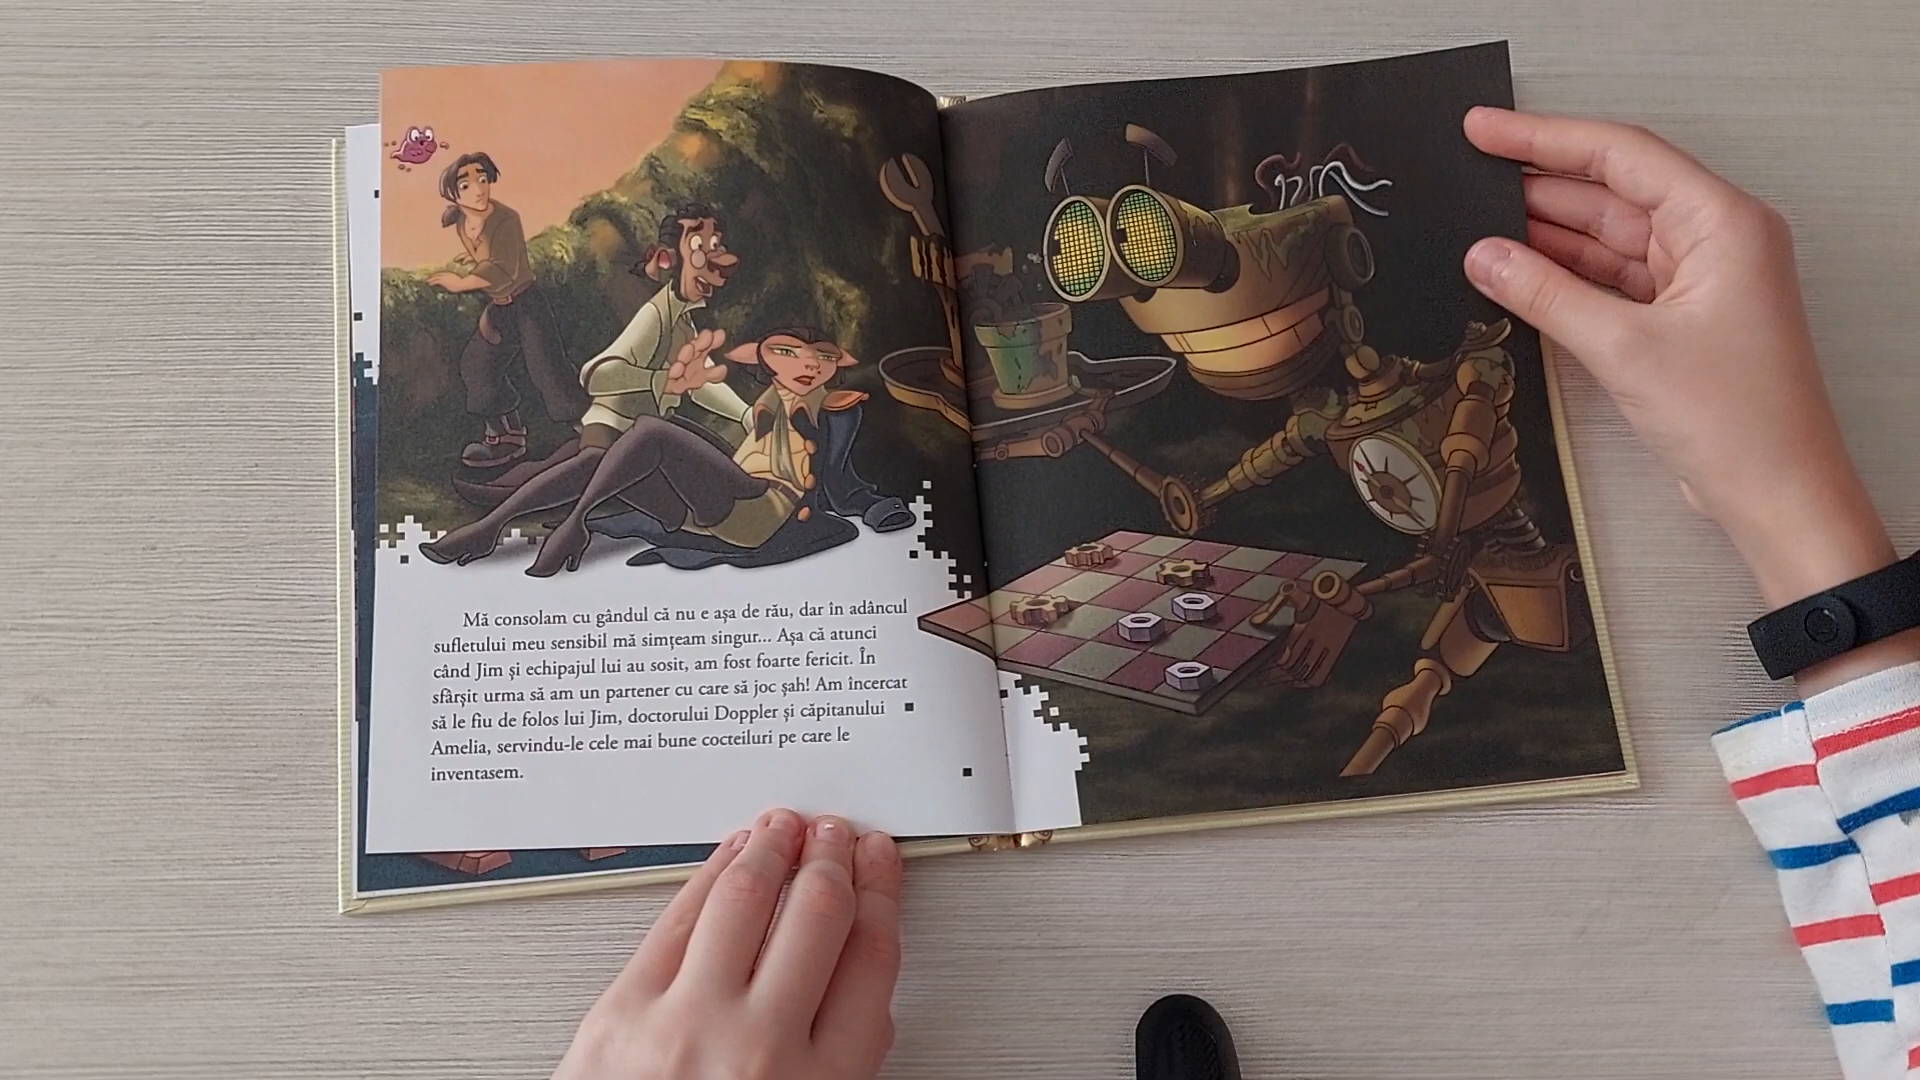 Mă consolam cu gândul că nu e așa de rău, dar în adâncul
sufletului meu sensibil mă simțeam singur... Așa că atunci
când Jim și echipajul lui au sosit, am fost foarte fericit. În
sfârșit urma să am un partener cu care să joc șah! Am încercat
să le fiu de folos lui Jim, doctorului Doppler și căpitanului
Amelia, servindu-le cele mai bune cocteiluri pe care le
inventasem.